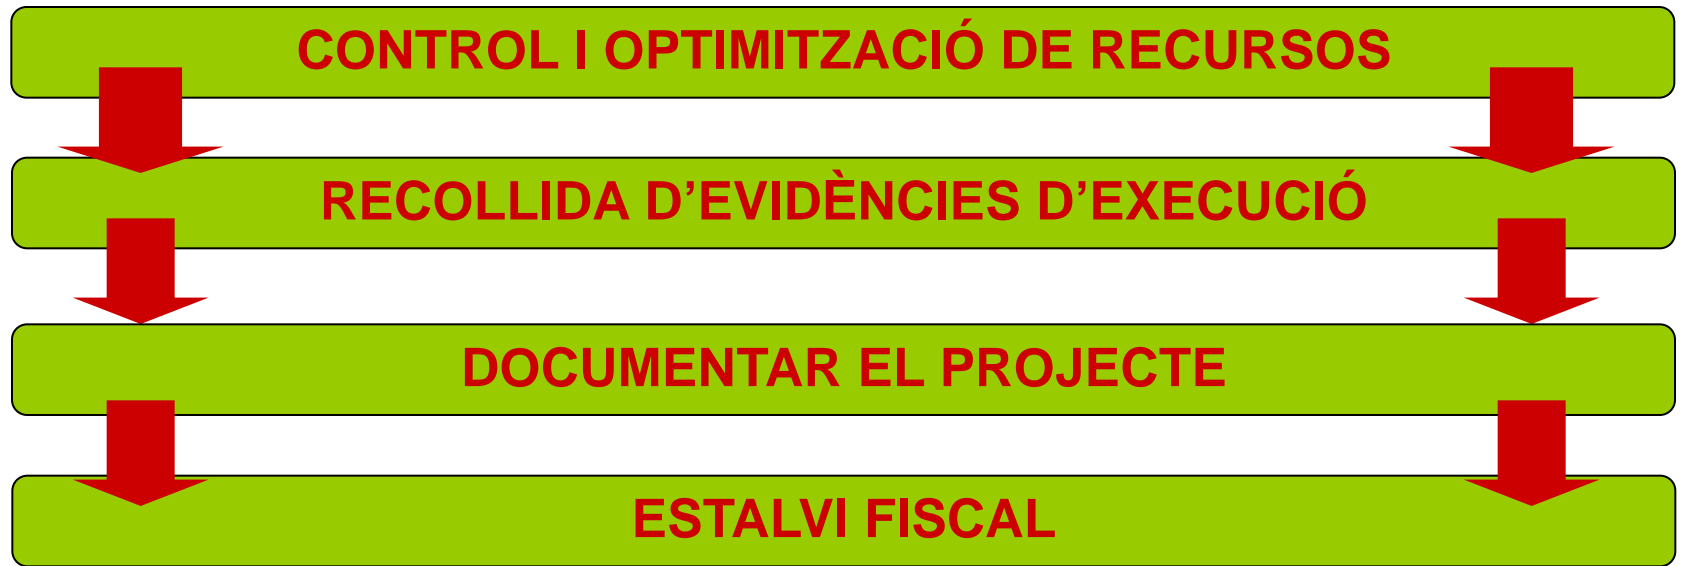 CONTROL I OPTIMITZACIÓ DE RECURSOS
RECOLLIDA D’EVIDÈNCIES D’EXECUCIÓ
DOCUMENTAR EL PROJECTE
ESTALVI FISCAL